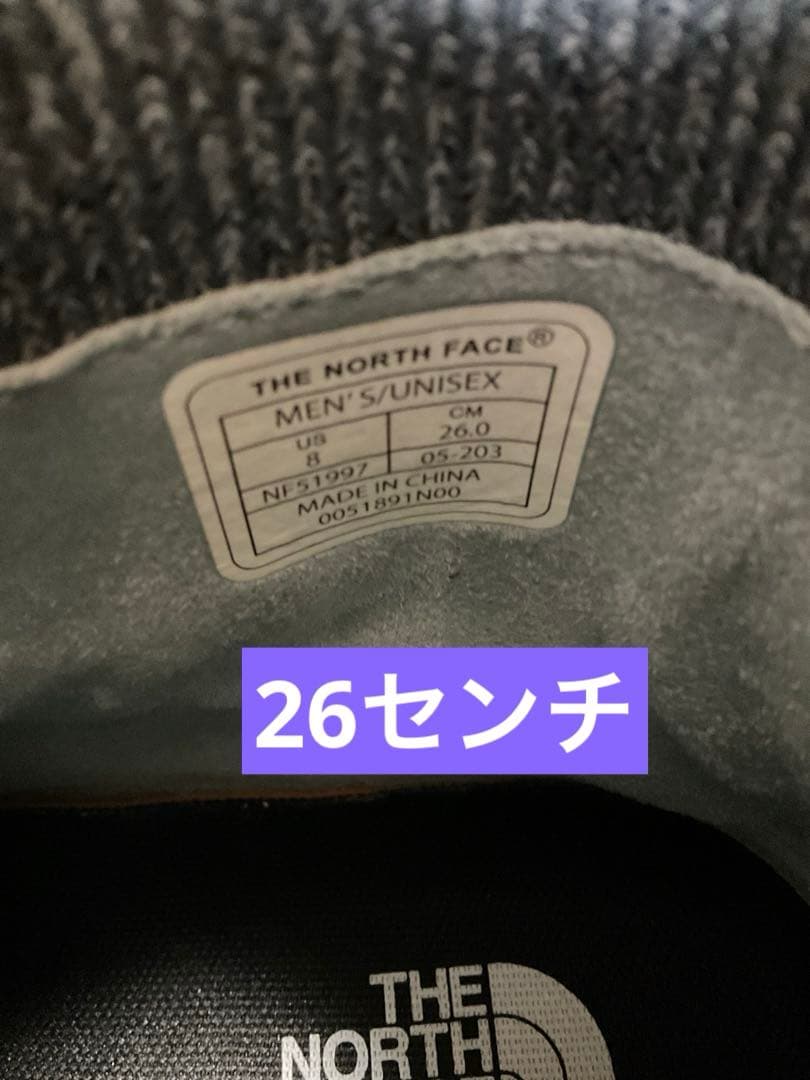 THE NORTH FACE®
MEN'S/UNISEX
US CM
8 26.0
NF51997 05-203
MADE IN CHINA
0051891N00
26センチ
THE
NORTH